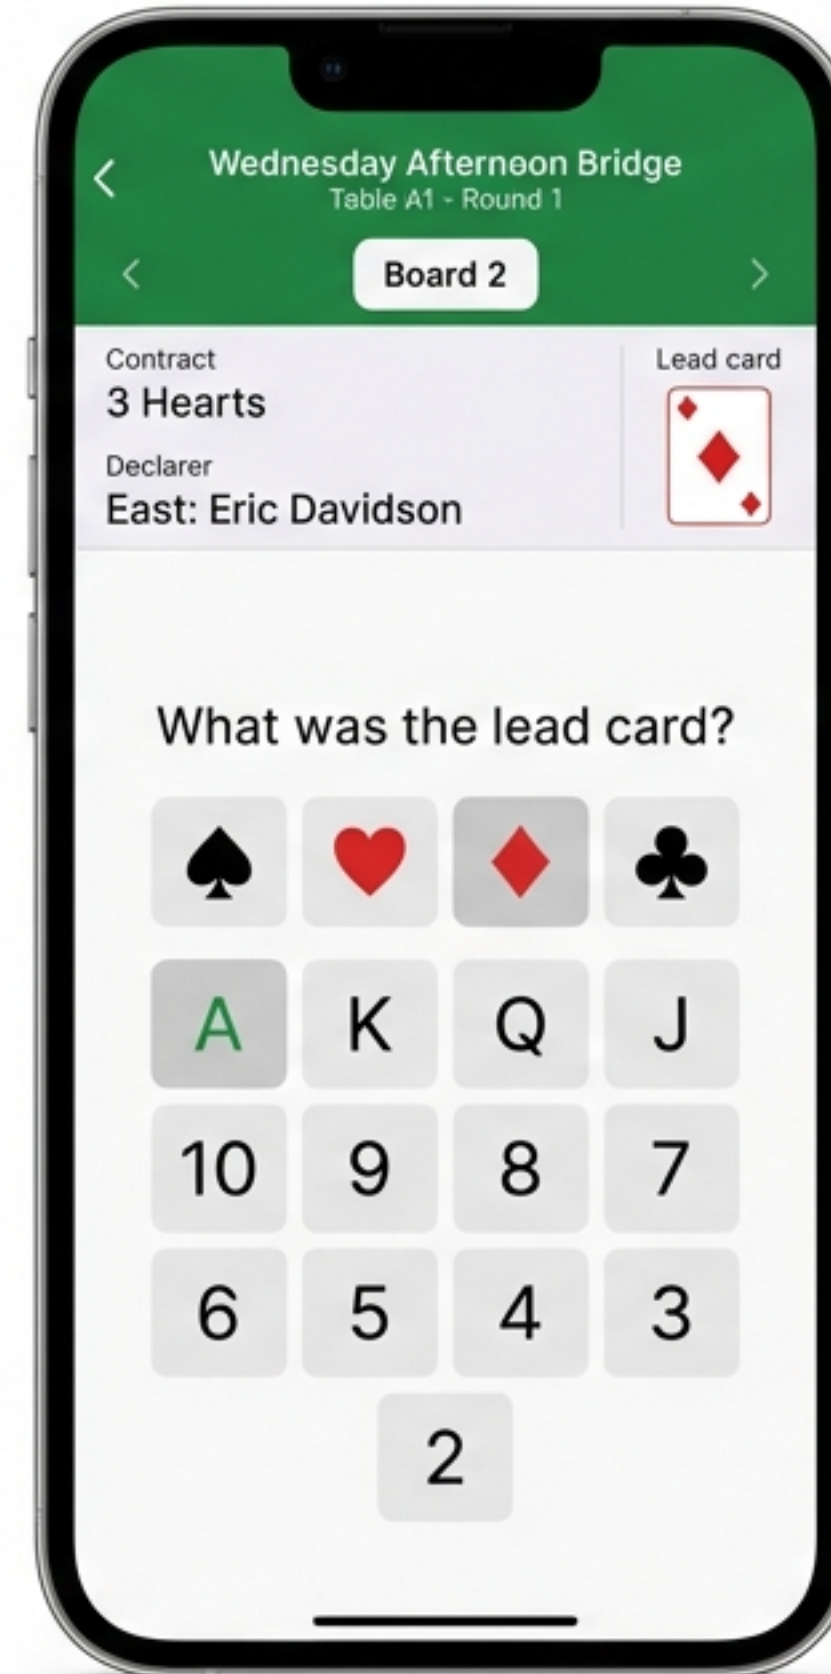 Wednesday Afternoon Bridge
Table A1 - Round 1
Board 2
Contract
3 Hearts
Lead card
Declarer
East: Eric Davidson
What was the lead card?
A K Q J
10 9 8 7
6 5 4 3
2